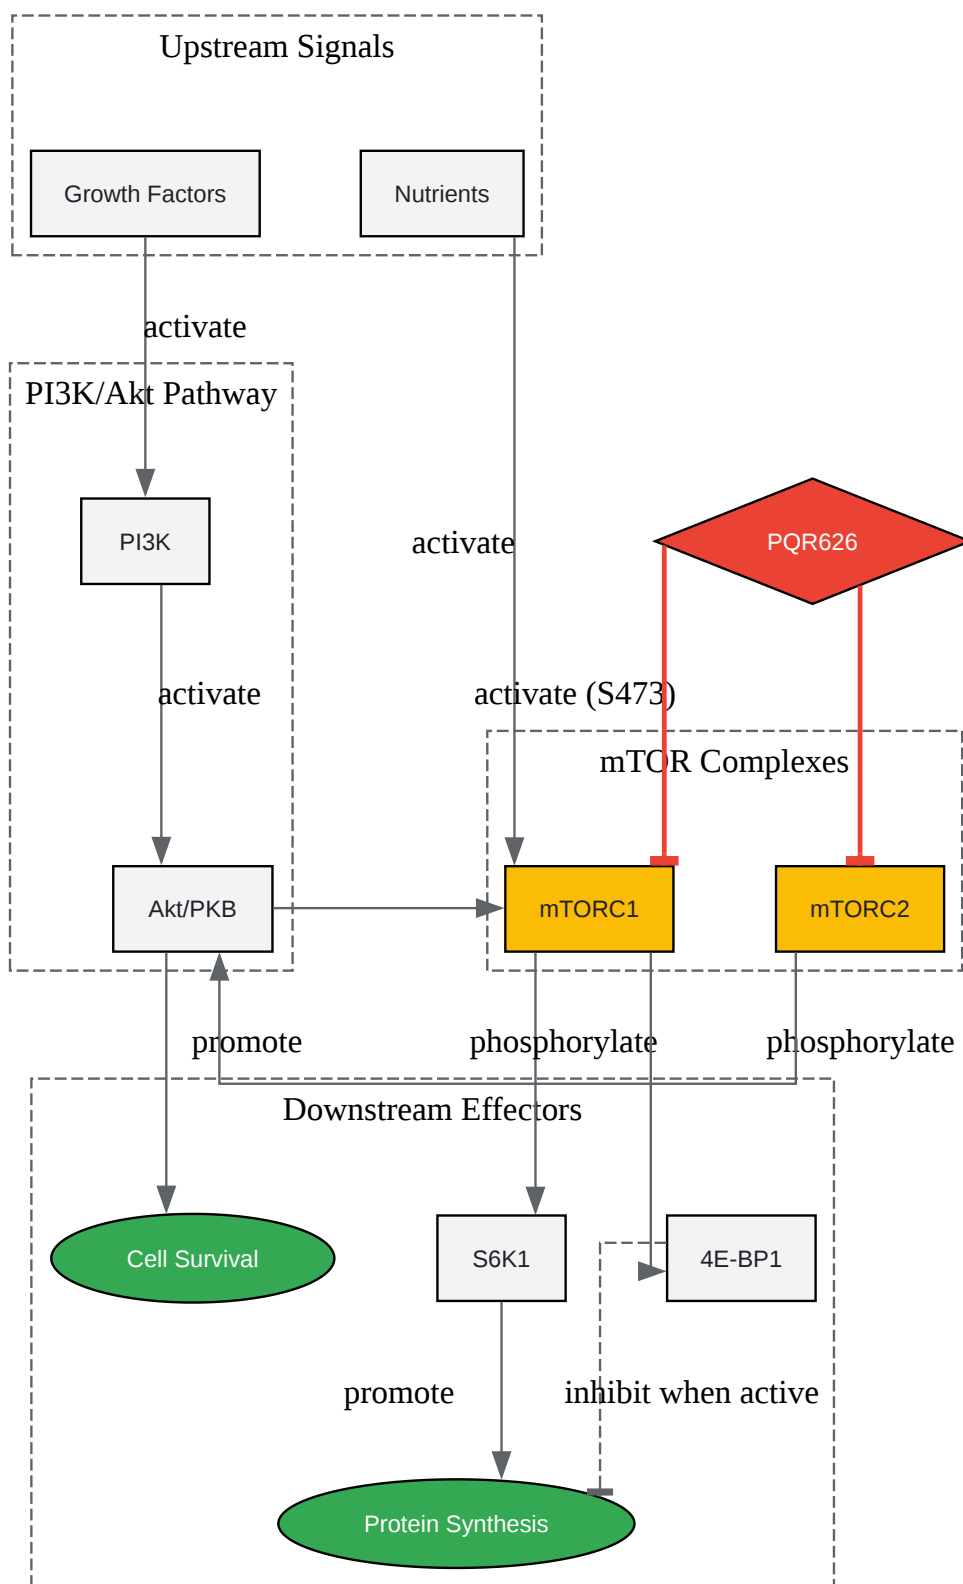 Upstream Signals
Growth Factors
Nutrients
activate
PI3K/Akt Pathway
PI3K
activate
PQR626
activate
activate (S473)
mTOR Complexes
Akt/PKB
mTORC1
mTORC2
promote
phosphorylate
phosphorylate
Downstream Effectors
Cell Survival
S6K1
4E-BP1
promote
inhibit when active
Protein Synthesis